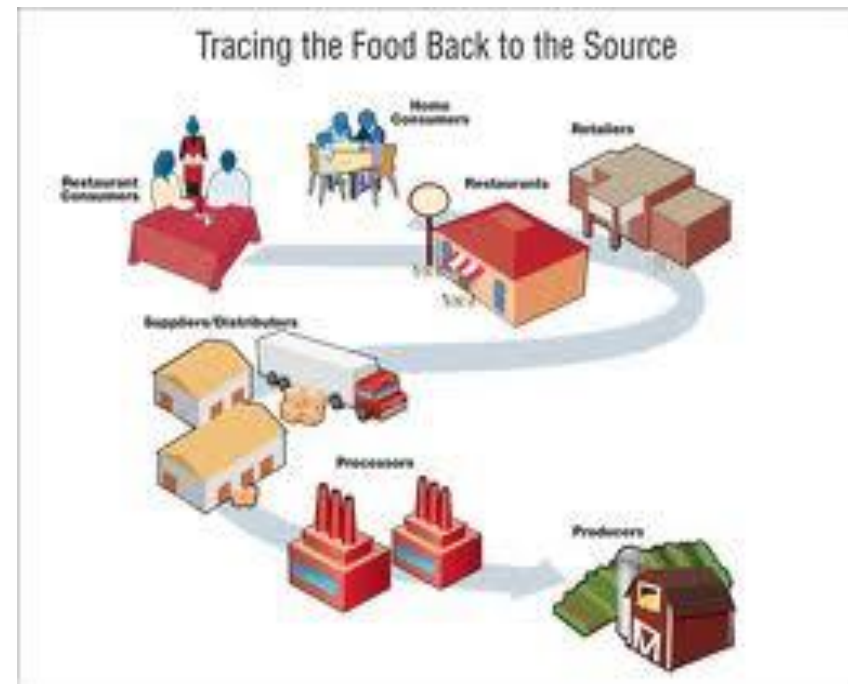 Tracing the Food Back to the Source
Home
Consumers
Retailers
Restaurant
Consumers
Restaurants
Suppliers/Distributors
Processors
Producers